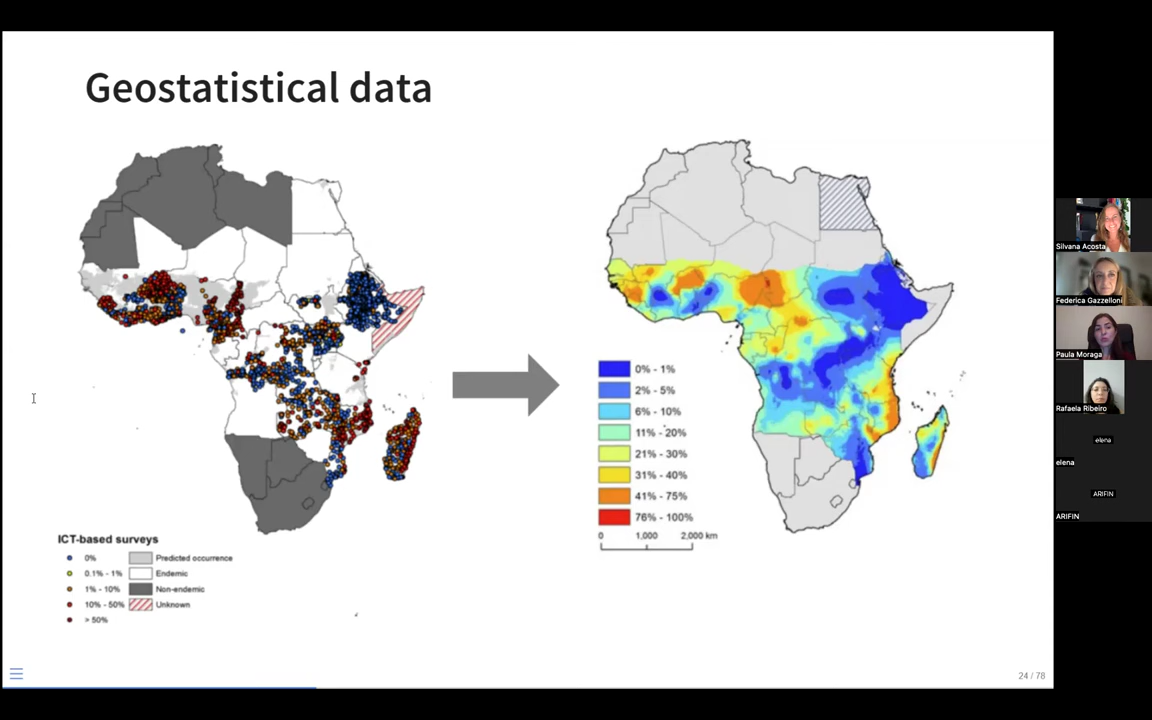 Geostatistical data
ICT-based surveys
0%
0.1% - 1%
1% - 10%
10% - 50%
> 50%
Predicted occurrence
Endemic
Non-endemic
Unknown
0% - 1%
2% - 5%
6% - 10%
11% - 20%
21% - 30%
31% - 40%
41% - 75%
76% - 100%
0 1,000 2,000 km
24 / 78
Silvana Acosta
Federica Gazzelloni
Paula Moraga
Rafaela Ribeiro
elena
elena
ARIFIN
ARIFIN